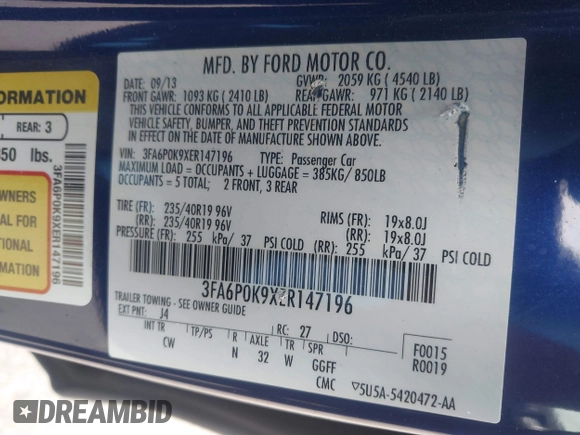 ORMATION
REAR: 3
850 lbs.
WNERS
AL FOR
TIONAL
MATION
3FA6P0K9XER147196
MFD. BY FORD MOTOR CO.
DATE: 09/13 GVWR: 2059 KG (4540 LB)
FRONT GAWR: 1093 KG (2410 LB) REAR GAWR: 971 KG (2140 LB)
THIS VEHICLE CONFORMS TO ALL APPLICABLE FEDERAL MOTOR
VEHICLE SAFETY, BUMPER, AND THEFT PREVENTION STANDARDS
IN EFFECT ON THE DATE OF MANUFACTURE SHOWN ABOVE.
VIN: 3FA6P0K9XER147196 TYPE: Passenger Car
MAXIMUM LOAD = OCCUPANTS + LUGGAGE = 385KG/850LB
OCCUPANTS = 5 TOTAL; 2 FRONT, 3 REAR
TIRE (FR): 235/40R19 96V RIMS (FR): 19x8.0J
(RR): 235/40R19 96V (RR): 19x8.0J
PRESSURE (FR): 255 kPa/ 37 PSI COLD (RR): 255 kPa/ 37 PSI COLD
3FA6P0K9XER147196
TRAILER TOWING - SEE OWNER GUIDE
EXT PNT: J4 RC: 27 DSO:
INT TR TP/PS R AXLE TR SPR
CW N 32 W GGFF
CMC
F0015
R0019
5U5A-5420472-AA
DREAMBID